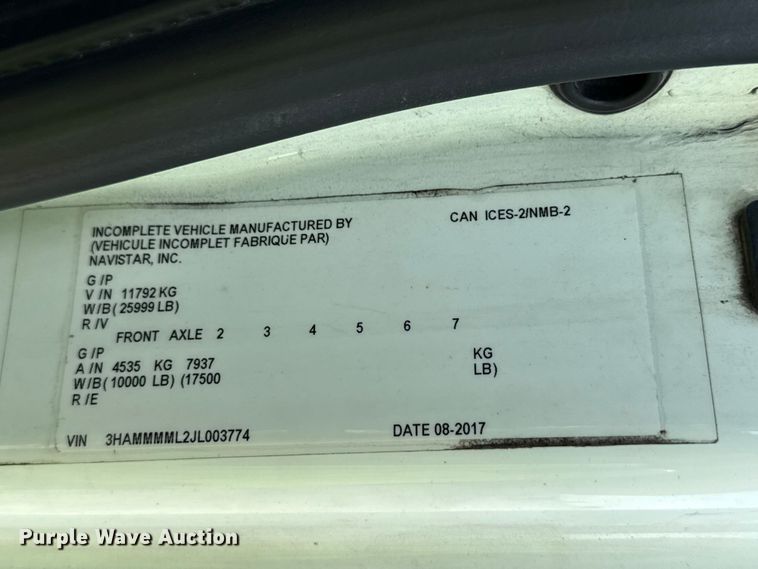 INCOMPLETE VEHICLE MANUFACTURED BY
(VEHICULE INCOMPLET FABRIQUE PAR)
NAVISTAR, INC.
CAN ICES-2/NMB-2
G/P
V/N 11792 KG
W/B(25999 LB)
R/V
FRONT AXLE 2 3 4 5 6 7
G/P
A/N 4535 KG 7937 KG
W/B(10000 LB) (17500 LB)
R/E
VIN 3HAMMMML2JL003774 DATE 08-2017
Purple Wave Auction